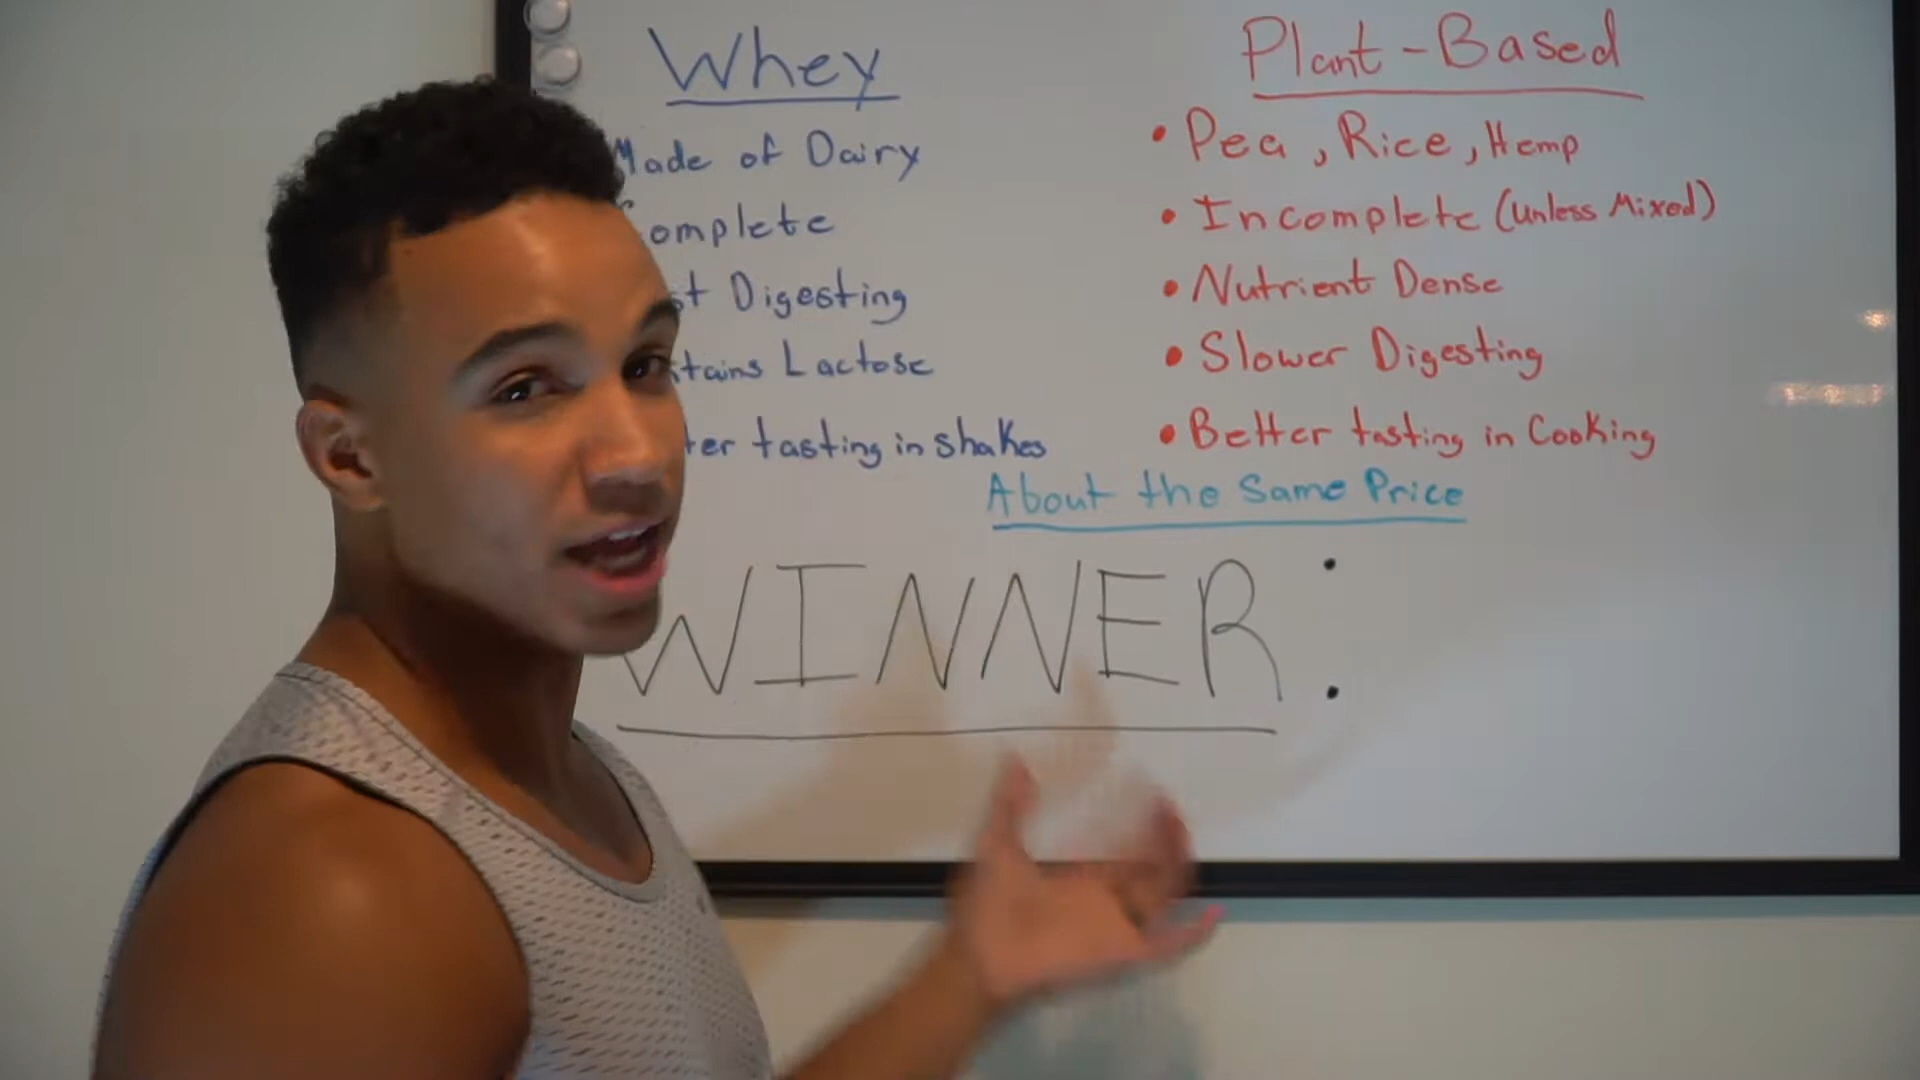 Whey
Made of Dairy
Complete
Digesting
Lactose
tasting in shakes
Plant-Based
• Pea, Rice, Hemp
• Incomplete (unless Mixed)
• Nutrient Dense
• Slower Digesting
• Better tasting in Cooking
About the Same Price
WINNER: